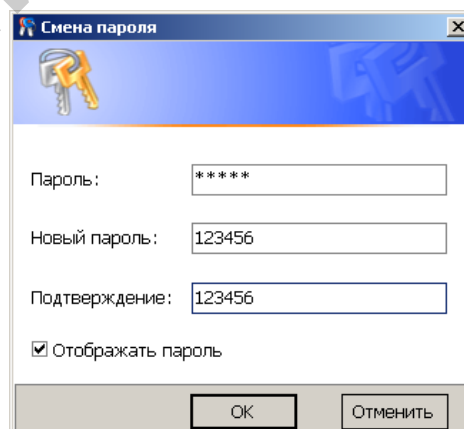 Смена пароля
Пароль: *****
Новый пароль: 123456
Подтверждение: 123456
Отображать пароль
OK Отменить